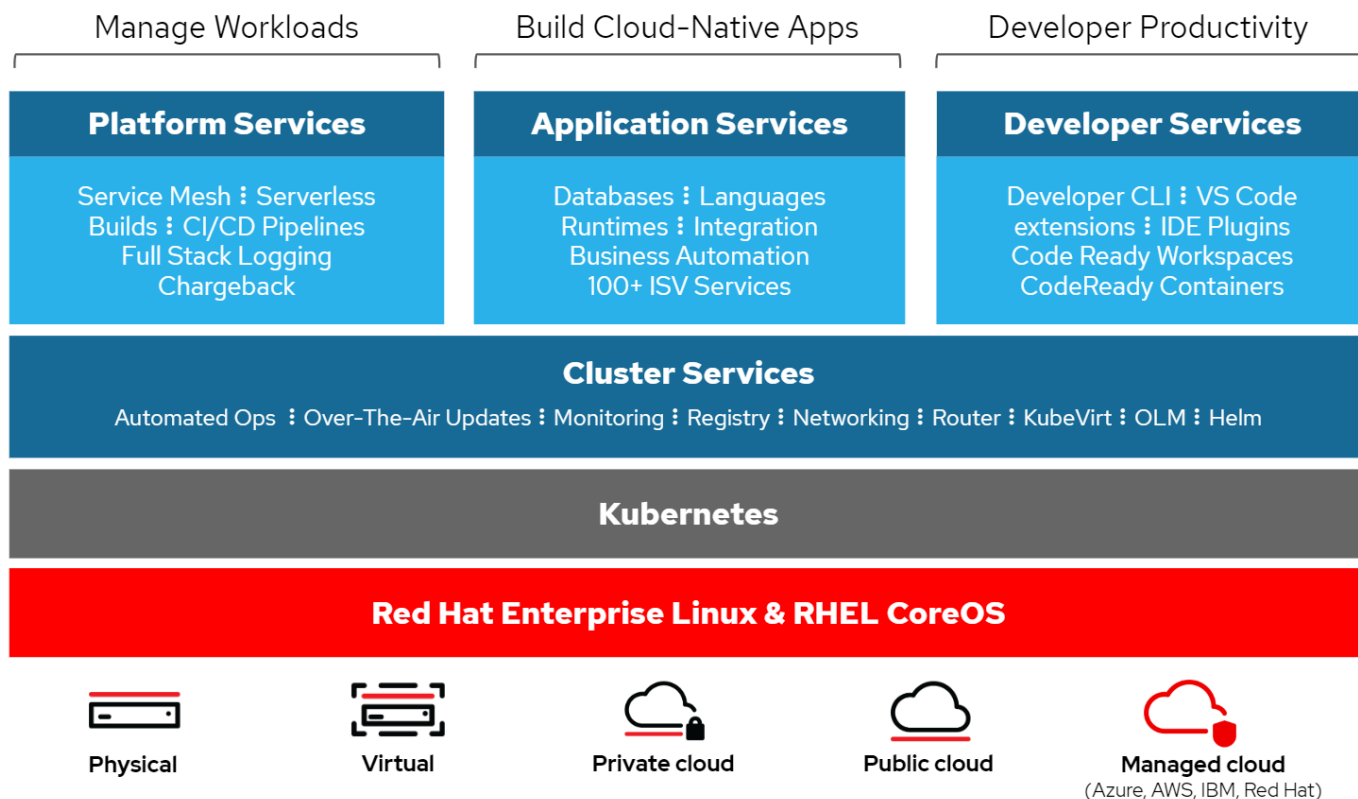 Manage Workloads
Build Cloud-Native Apps
Developer Productivity
Platform Services
Service Mesh ⁝ Serverless
Builds ⁝ CI/CD Pipelines
Full Stack Logging
Chargeback
Application Services
Databases ⁝ Languages
Runtimes ⁝ Integration
Business Automation
100+ ISV Services
Developer Services
Developer CLI ⁝ VS Code
extensions ⁝ IDE Plugins
Code Ready Workspaces
CodeReady Containers
Cluster Services
Automated Ops ⁝ Over-The-Air Updates ⁝ Monitoring ⁝ Registry ⁝ Networking ⁝ Router ⁝ KubeVirt ⁝ OLM ⁝ Helm
Kubernetes
Red Hat Enterprise Linux & RHEL CoreOS
Physical
Virtual
Private cloud
Public cloud
Managed cloud
(Azure, AWS, IBM, Red Hat)